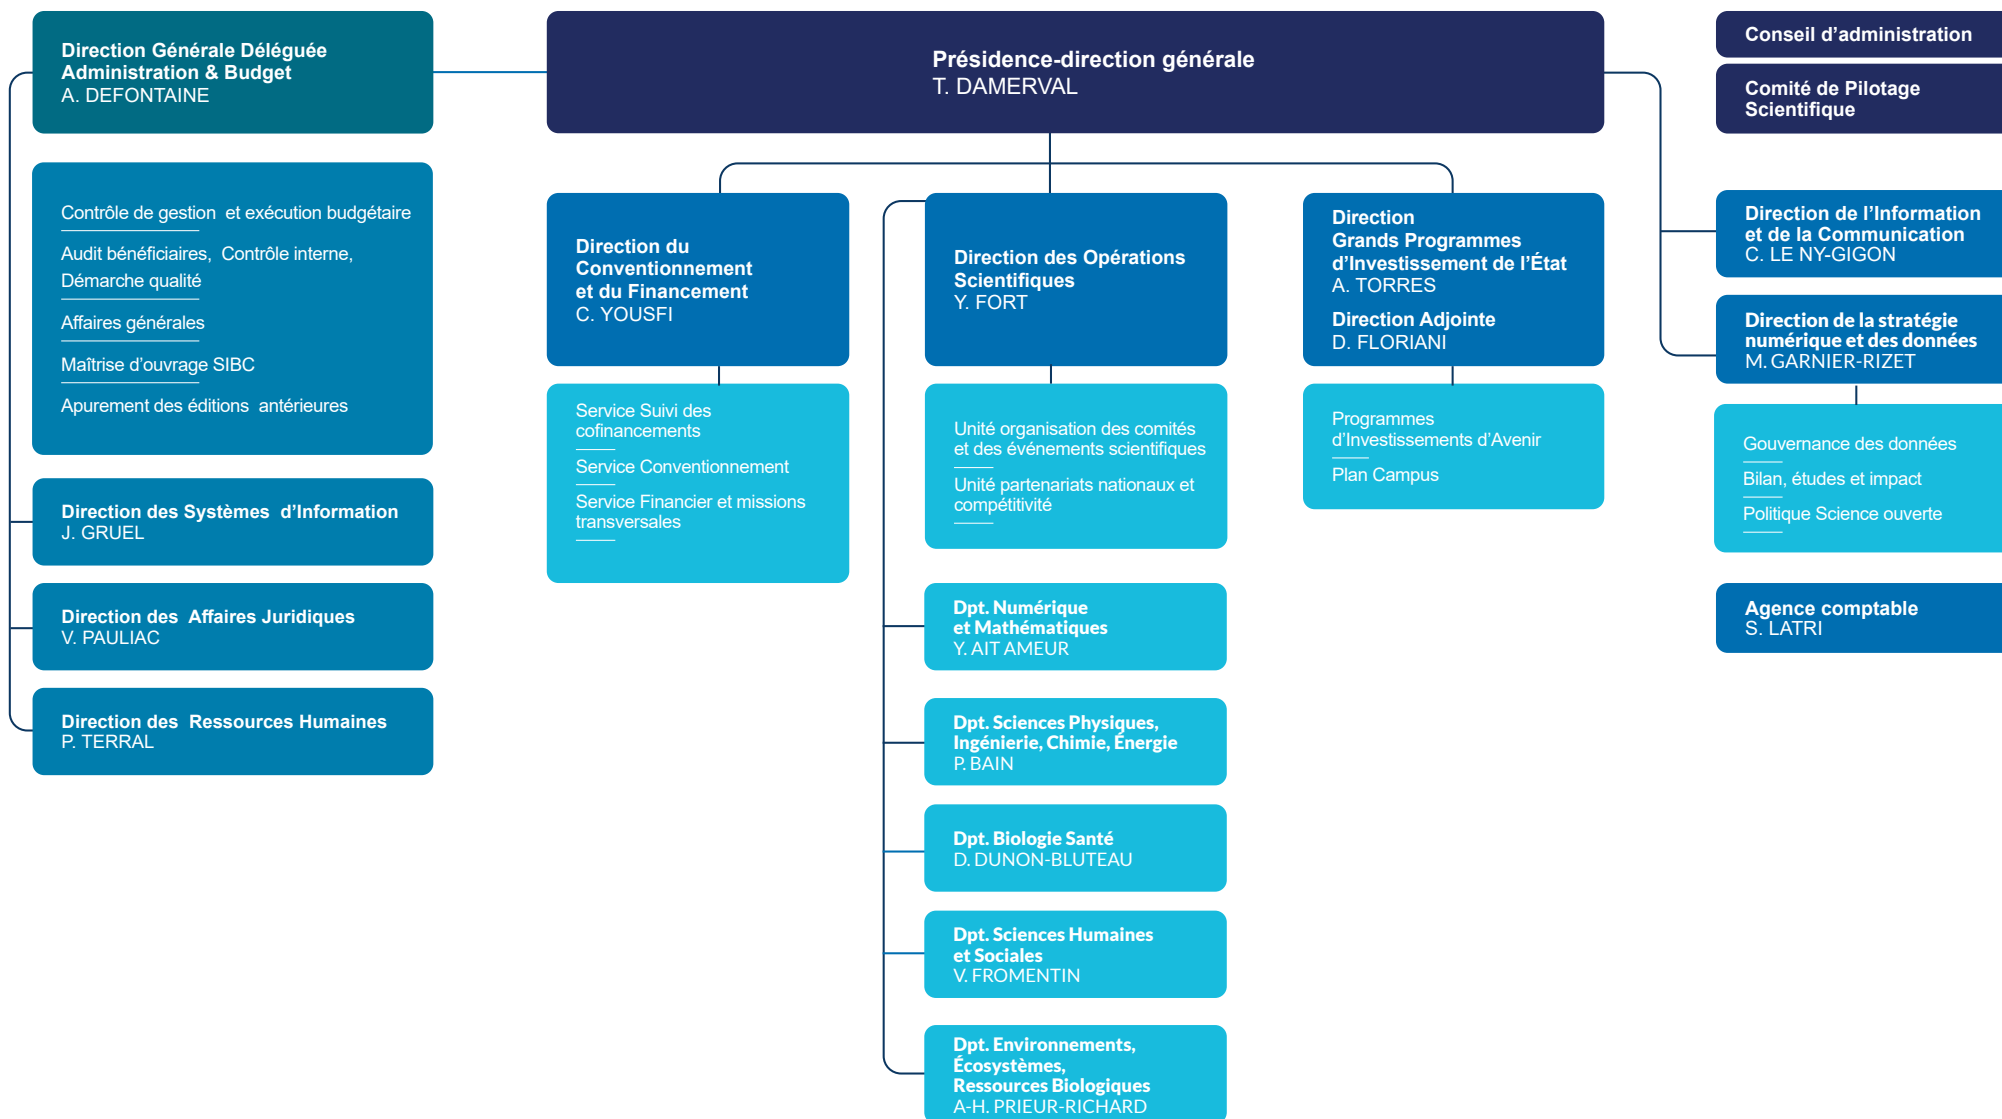 Direction Générale Déléguée
Administration & Budget
A. DEFONTAINE
Présidence-direction générale
T. DAMERVAL
Conseil d’administration
Comité de Pilotage
Scientifique
Contrôle de gestion et exécution budgétaire
Audit bénéficiaires, Contrôle interne,
Démarche qualité
Affaires générales
Maîtrise d’ouvrage SIBC
Apurement des éditions antérieures
Direction des Systèmes d’Information
J. GRUEL
Direction des Affaires Juridiques
V. PAULIAC
Direction des Ressources Humaines
P. TERRAL
Direction du
Conventionnement
et du Financement
C. YOUSFI
Service Suivi des
cofinancements
Service Conventionnement
Service Financier et missions
transversales
Direction des Opérations
Scientifiques
Y. FORT
Unité organisation des comités
et des événements scientifiques
Unité partenariats nationaux et
compétitivité
Dpt. Numérique
et Mathématiques
Y. AIT AMEUR
Dpt. Sciences Physiques,
Ingénierie, Chimie, Énergie
P. BAIN
Dpt. Biologie Santé
D. DUNON-BLUTEAU
Dpt. Sciences Humaines
et Sociales
V. FROMENTIN
Dpt. Environnements,
Écosystèmes,
Ressources Biologiques
A-H. PRIEUR-RICHARD
Direction
Grands Programmes
d’Investissement de l’État
A. TORRES
Direction Adjointe
D. FLORIANI
Programmes
d’Investissements d’Avenir
Plan Campus
Direction de l’Information
et de la Communication
C. LE NY-GIGON
Direction de la stratégie
numérique et des données
M. GARNIER-RIZET
Gouvernance des données
Bilan, études et impact
Politique Science ouverte
Agence comptable
S. LATRI